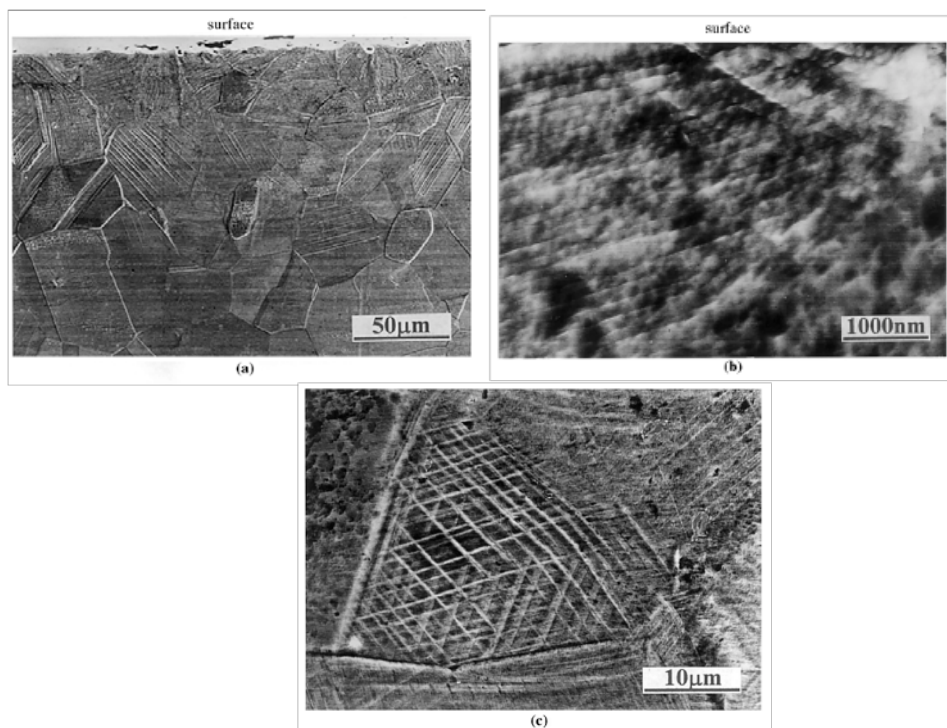 surface
50μm
(a)
surface
1000nm
(b)
10μm
(c)